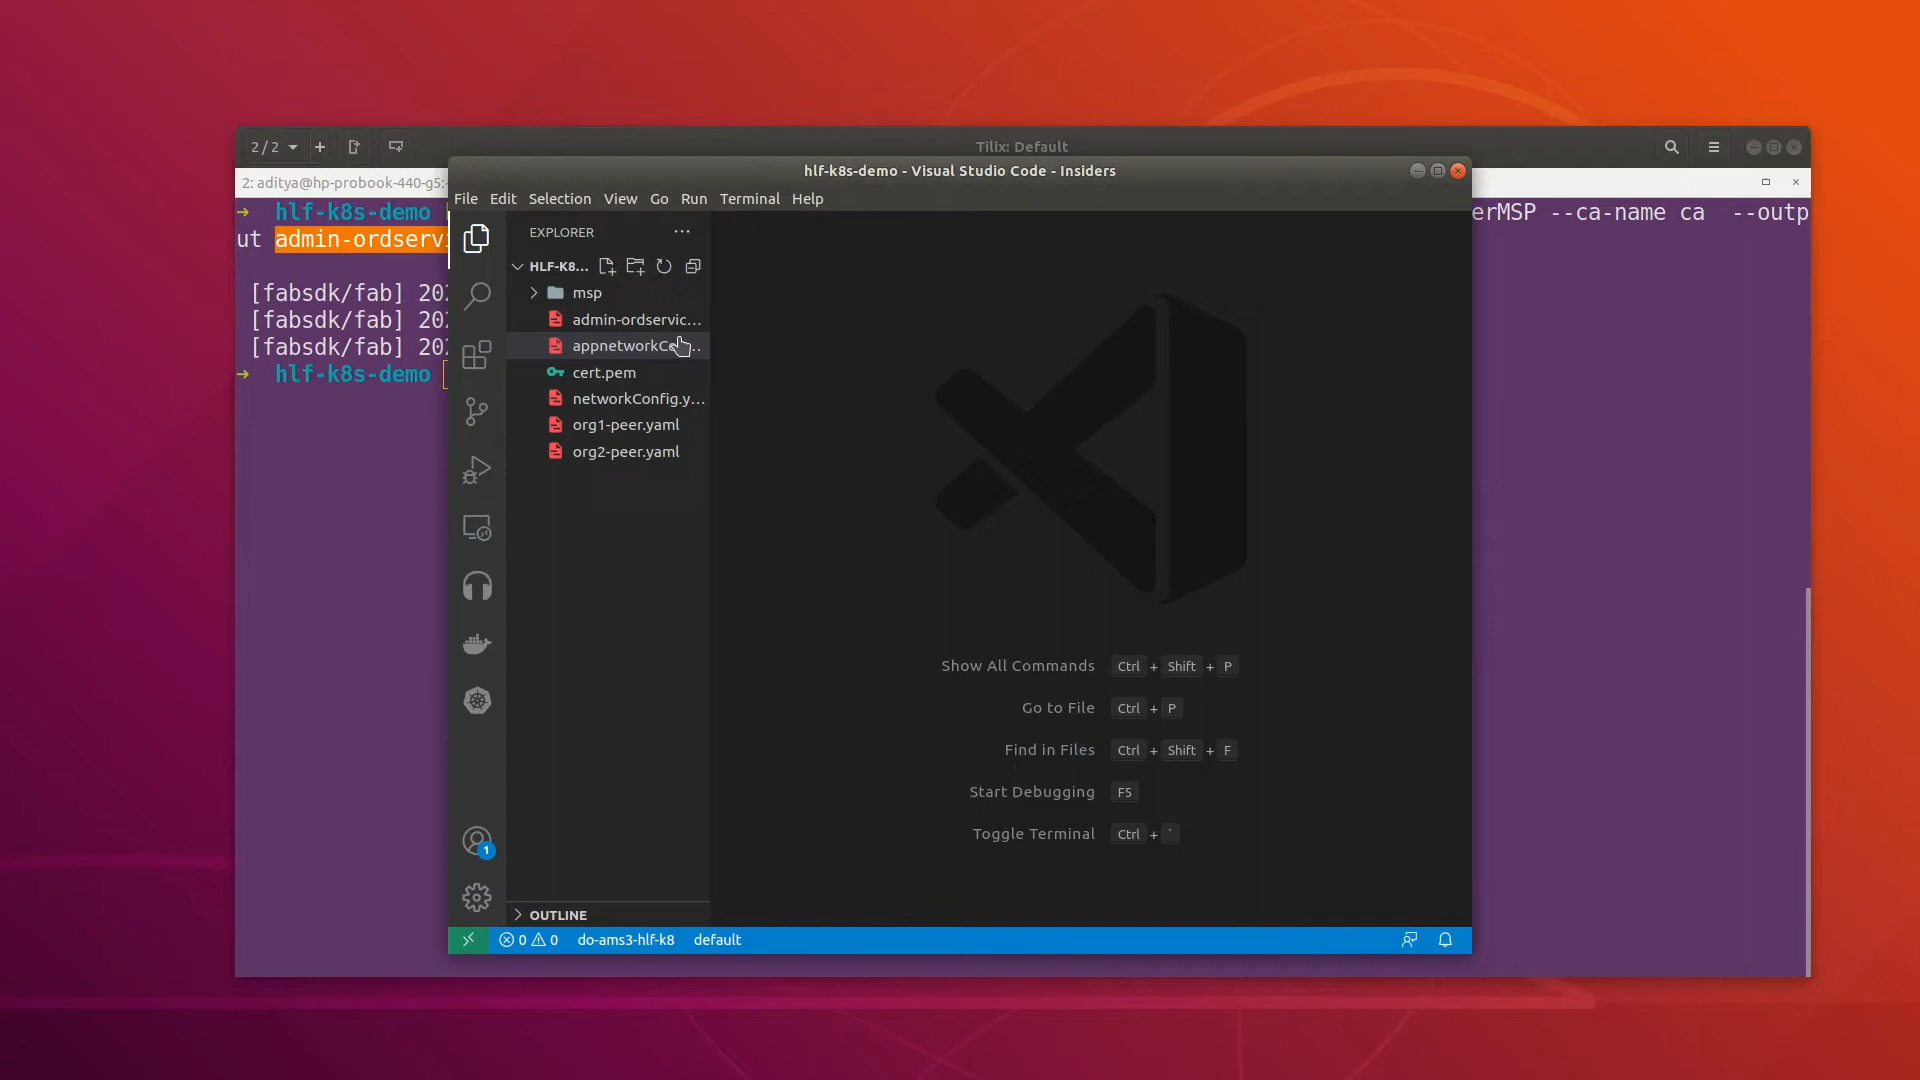 2 / 2
Tilix: Default
2: aditya@hp-probook-440-g5:
hlf-k8s-demo
erMSP --ca-name ca --outp
ut admin-ordserv
[fabsdk/fab]
[fabsdk/fab]
[fabsdk/fab]
hlf-k8s-demo
hlf-k8s-demo - Visual Studio Code - Insiders
File Edit Selection View Go Run Terminal Help
EXPLORER
HLF-K8...
msp
admin-ordservic...
appnetworkC
cert.pem
networkConfig.y...
org1-peer.yaml
org2-peer.yaml
Show All Commands Ctrl + Shift + P
Go to File Ctrl + P
Find in Files Ctrl + Shift + F
Start Debugging F5
Toggle Terminal Ctrl + `
1
OUTLINE
0 0 do-ams3-hlf-k8 default